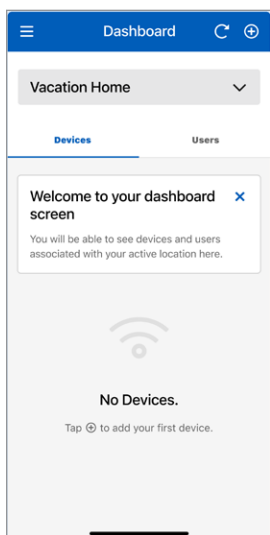 Dashboard
Vacation Home
Devices Users
Welcome to your dashboard
screen
You will be able to see devices and users
associated with your active location here.
No Devices.
Tap ⊕ to add your first device.